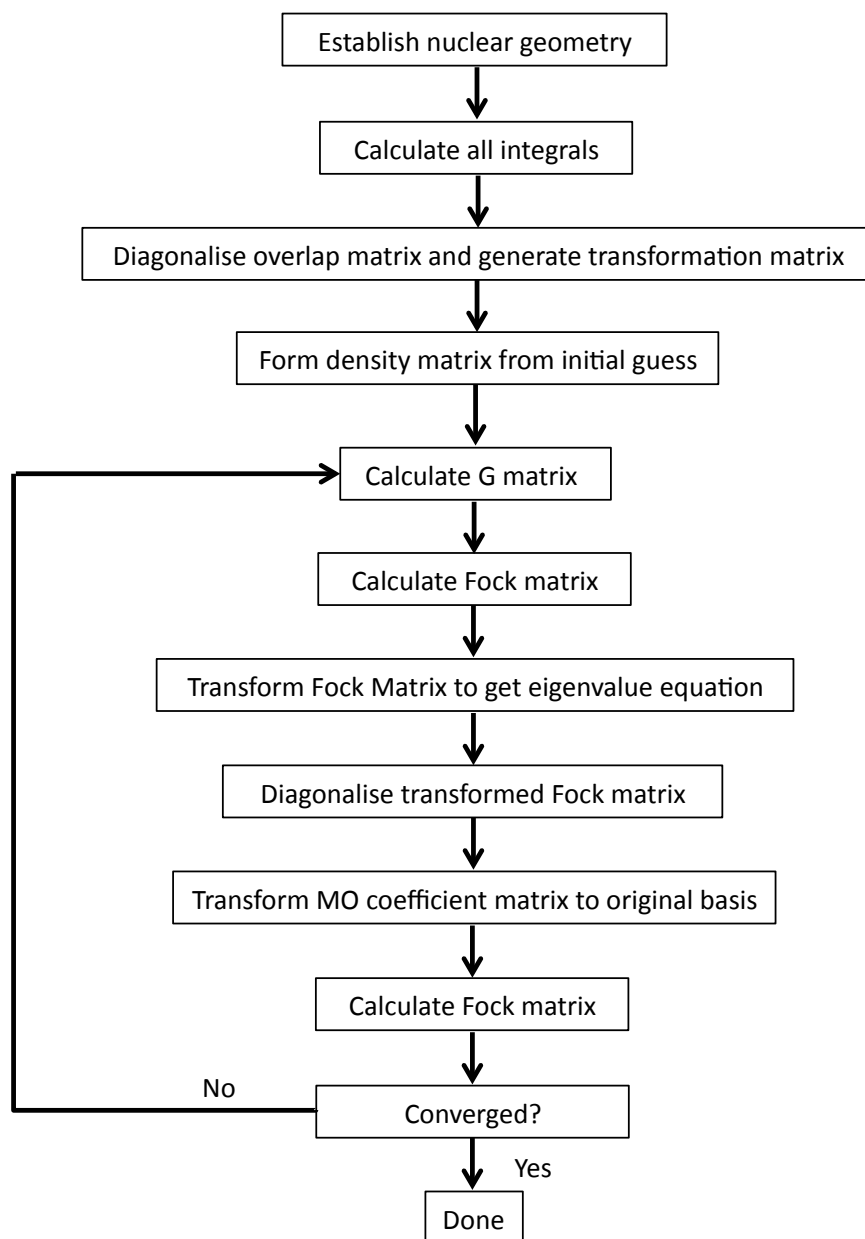 Establish nuclear geometry
Calculate all integrals
Diagonalise overlap matrix and generate transformation matrix
Form density matrix from initial guess
Calculate G matrix
Calculate Fock matrix
Transform Fock Matrix to get eigenvalue equation
Diagonalise transformed Fock matrix
Transform MO coefficient matrix to original basis
Calculate Fock matrix
No
Converged?
Yes
Done